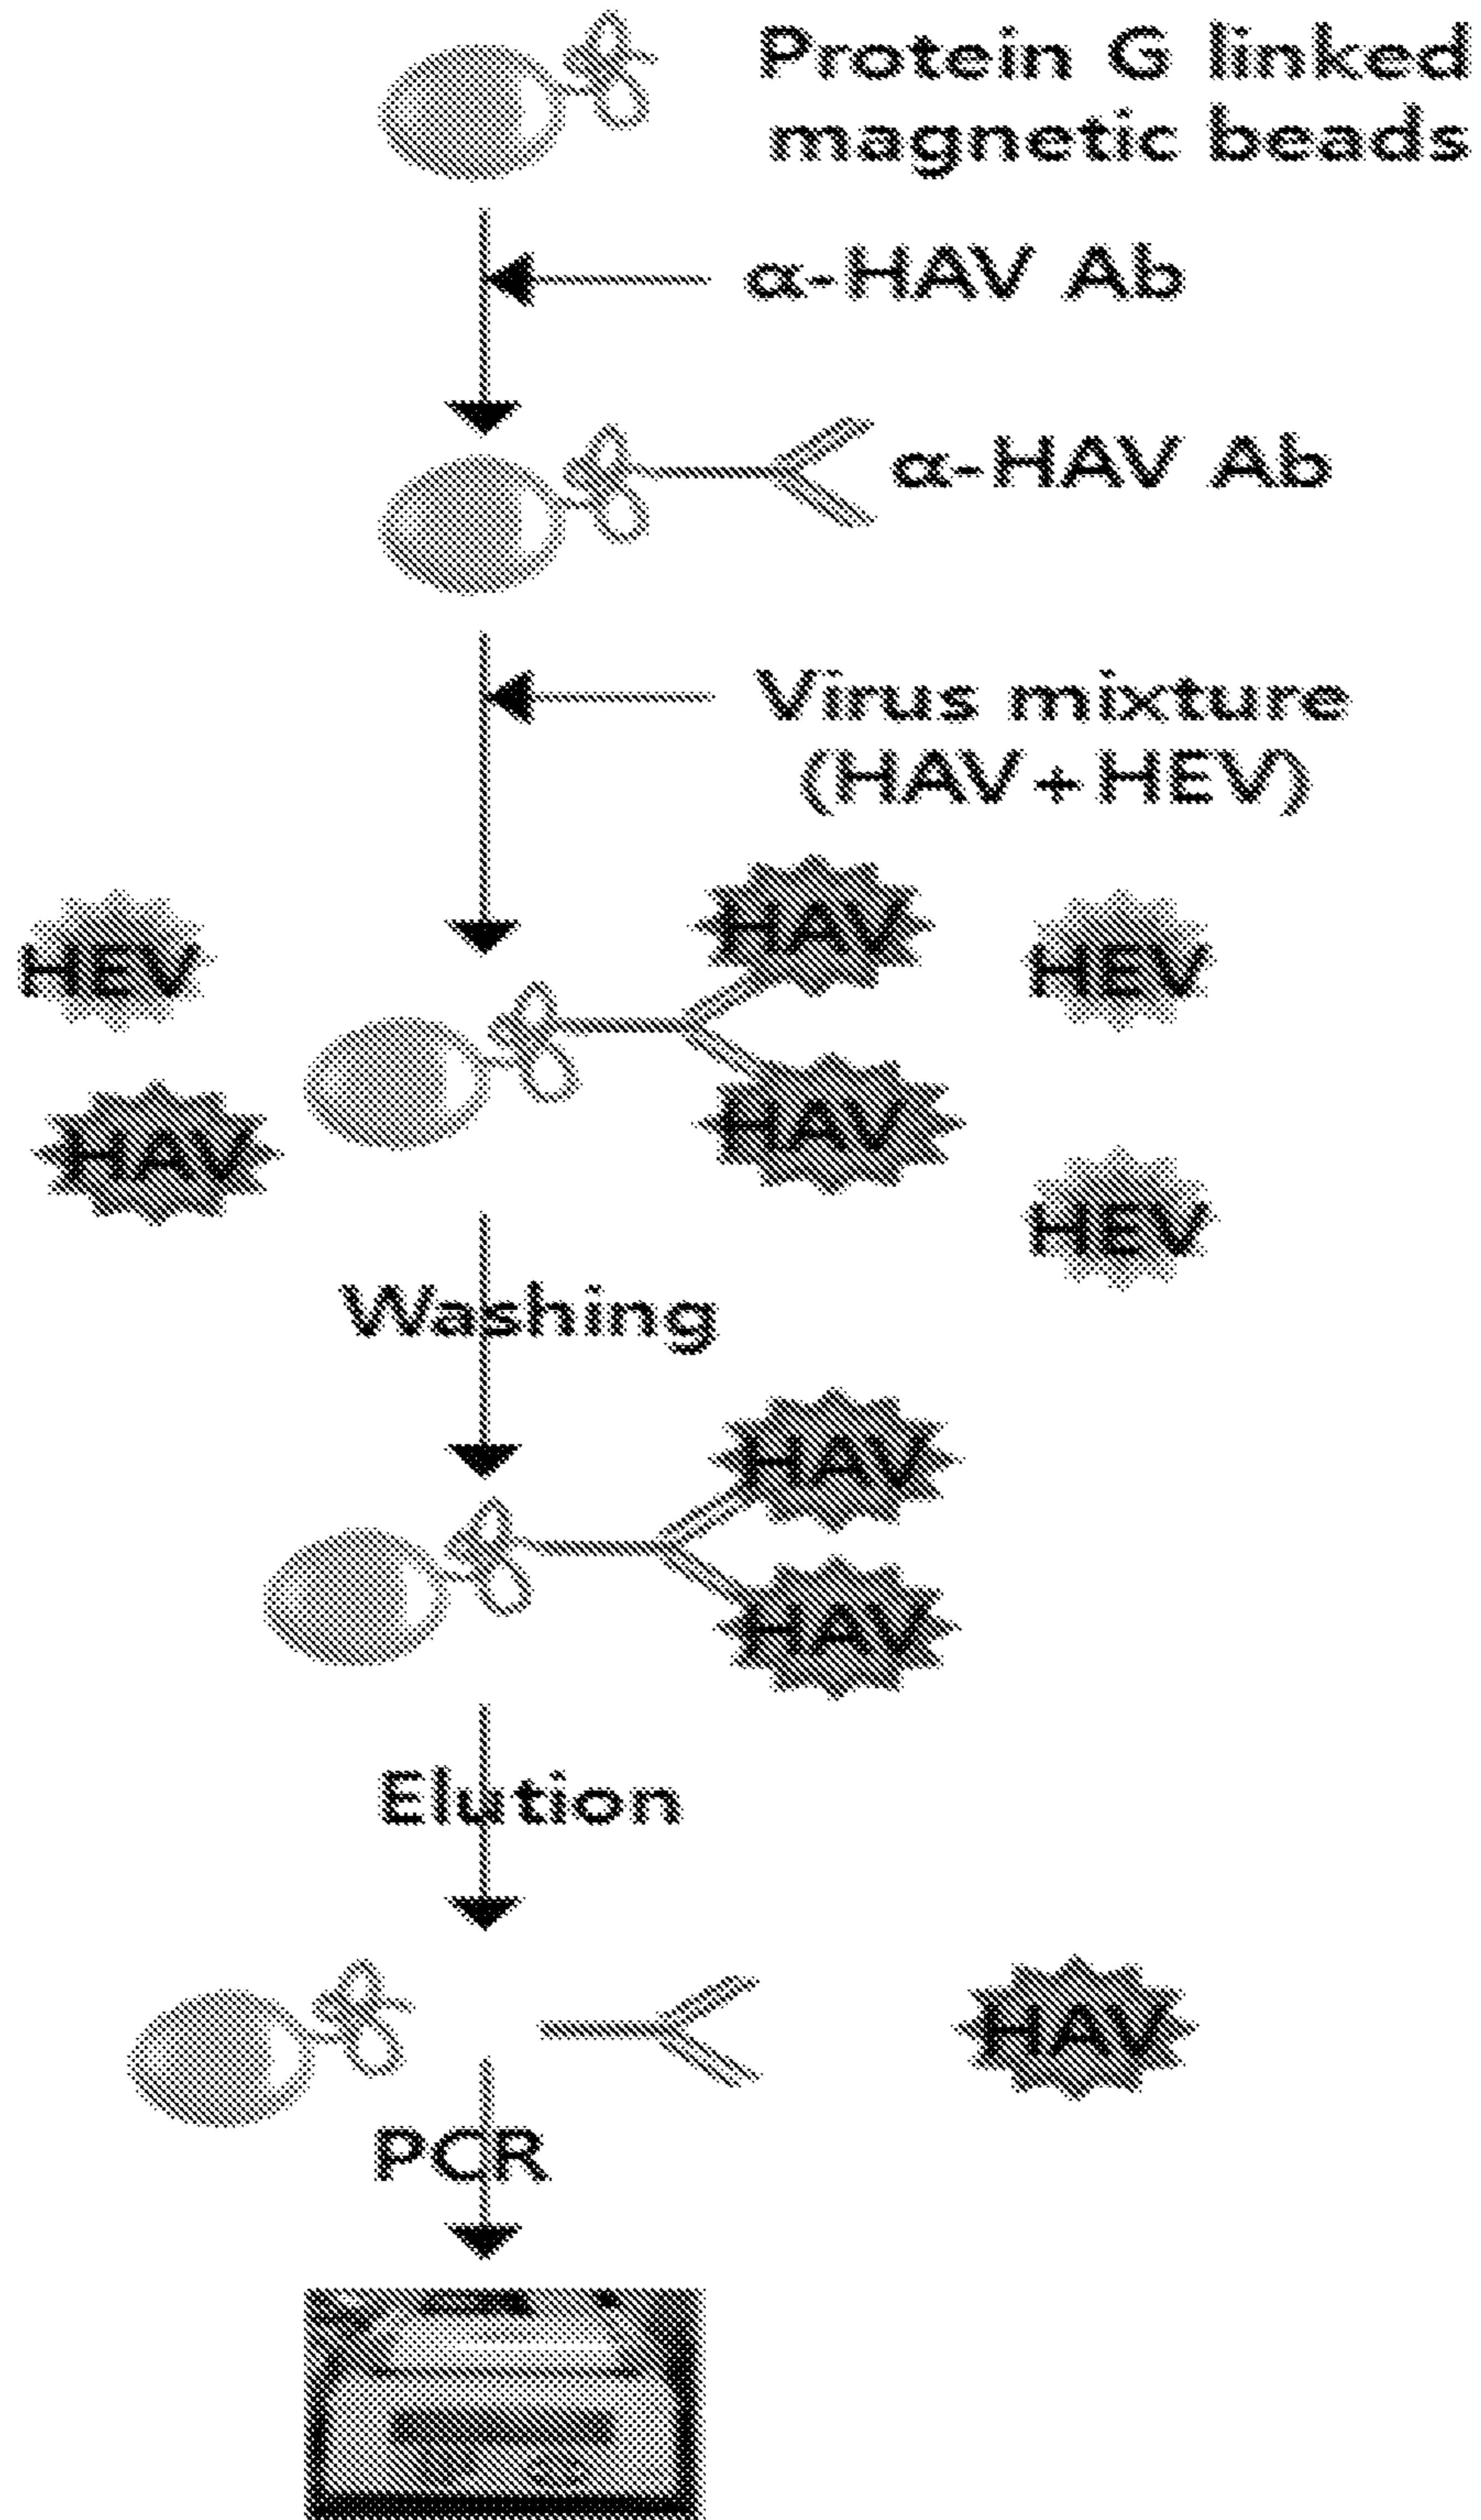 Protein G linked
magnetic beads
α-HAV Ab
α-HAV Ab
Virus mixture
(HAV+HEV)
HAV
HEV
HEV
HAV
HAV
HEV
Washing
HAV
HAV
Elution
HAV
PCR